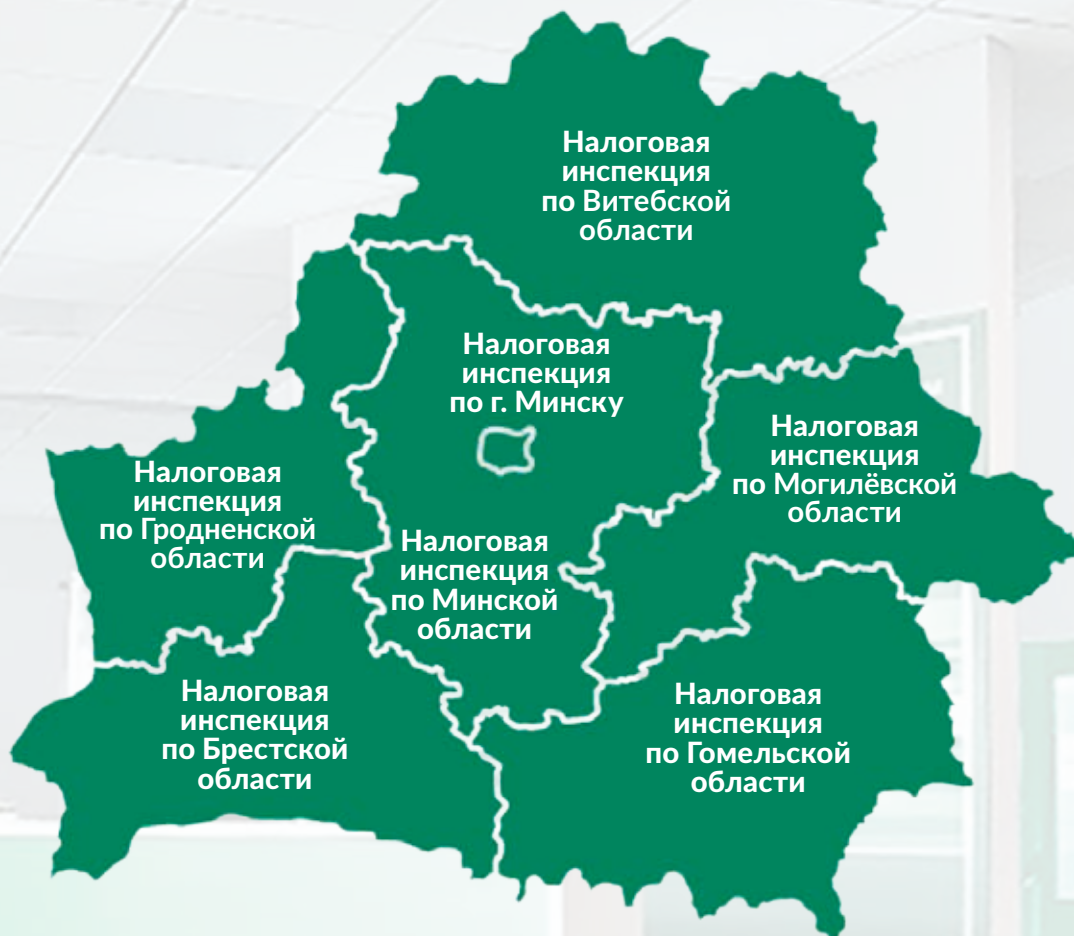 Налоговая
инспекция
по Витебской
области
Налоговая
инспекция
по г. Минску
Налоговая
инспекция
по Могилёвской
области
Налоговая
инспекция
по Гродненской
области
Налоговая
инспекция
по Минской
области
Налоговая
инспекция
по Брестской
области
Налоговая
инспекция
по Гомельской
области